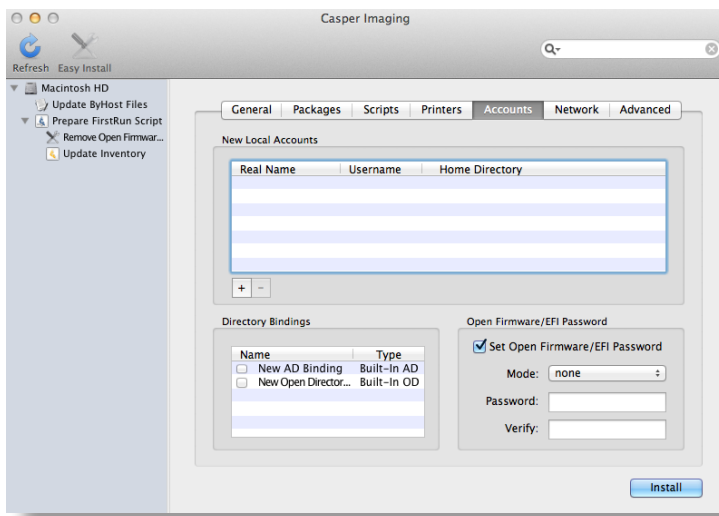 Casper Imaging
Refresh Easy Install
Macintosh HD
Update ByHost Files
Prepare FirstRun Script
Remove Open Firmwar...
Update Inventory
General Packages Scripts Printers Accounts Network Advanced
New Local Accounts
Real Name Username Home Directory
+ −
Directory Bindings
Name Type
New AD Binding Built-In AD
New Open Director... Built-In OD
Open Firmware/EFI Password
Set Open Firmware/EFI Password
Mode: none
Password:
Verify:
Install